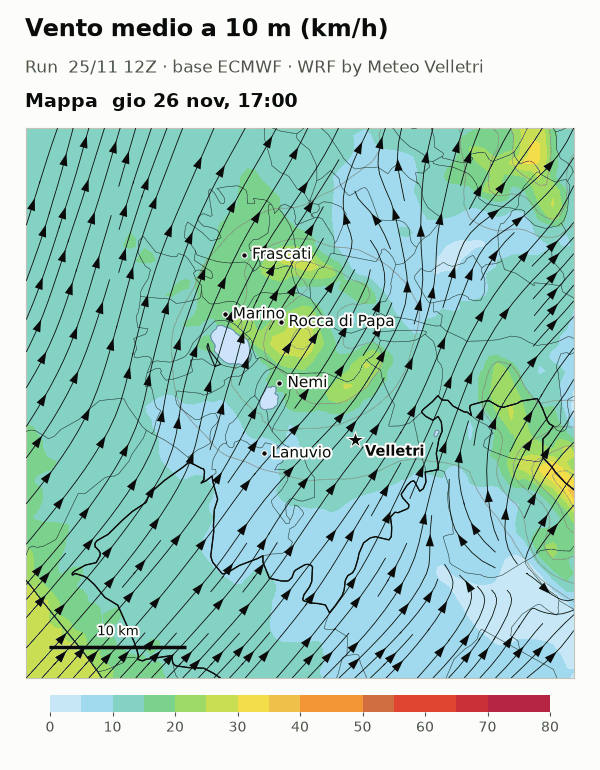 Vento medio a 10 m (km/h)
Run  25/11 12Z · base ECMWF · WRF by Meteo Velletri
Mappa  gio 26 nov, 17:00
Frascati
Marino
Rocca di Papa
Nemi
Velletri
Lanuvio
10 km
0 10 20 30 40 50 60 70 80